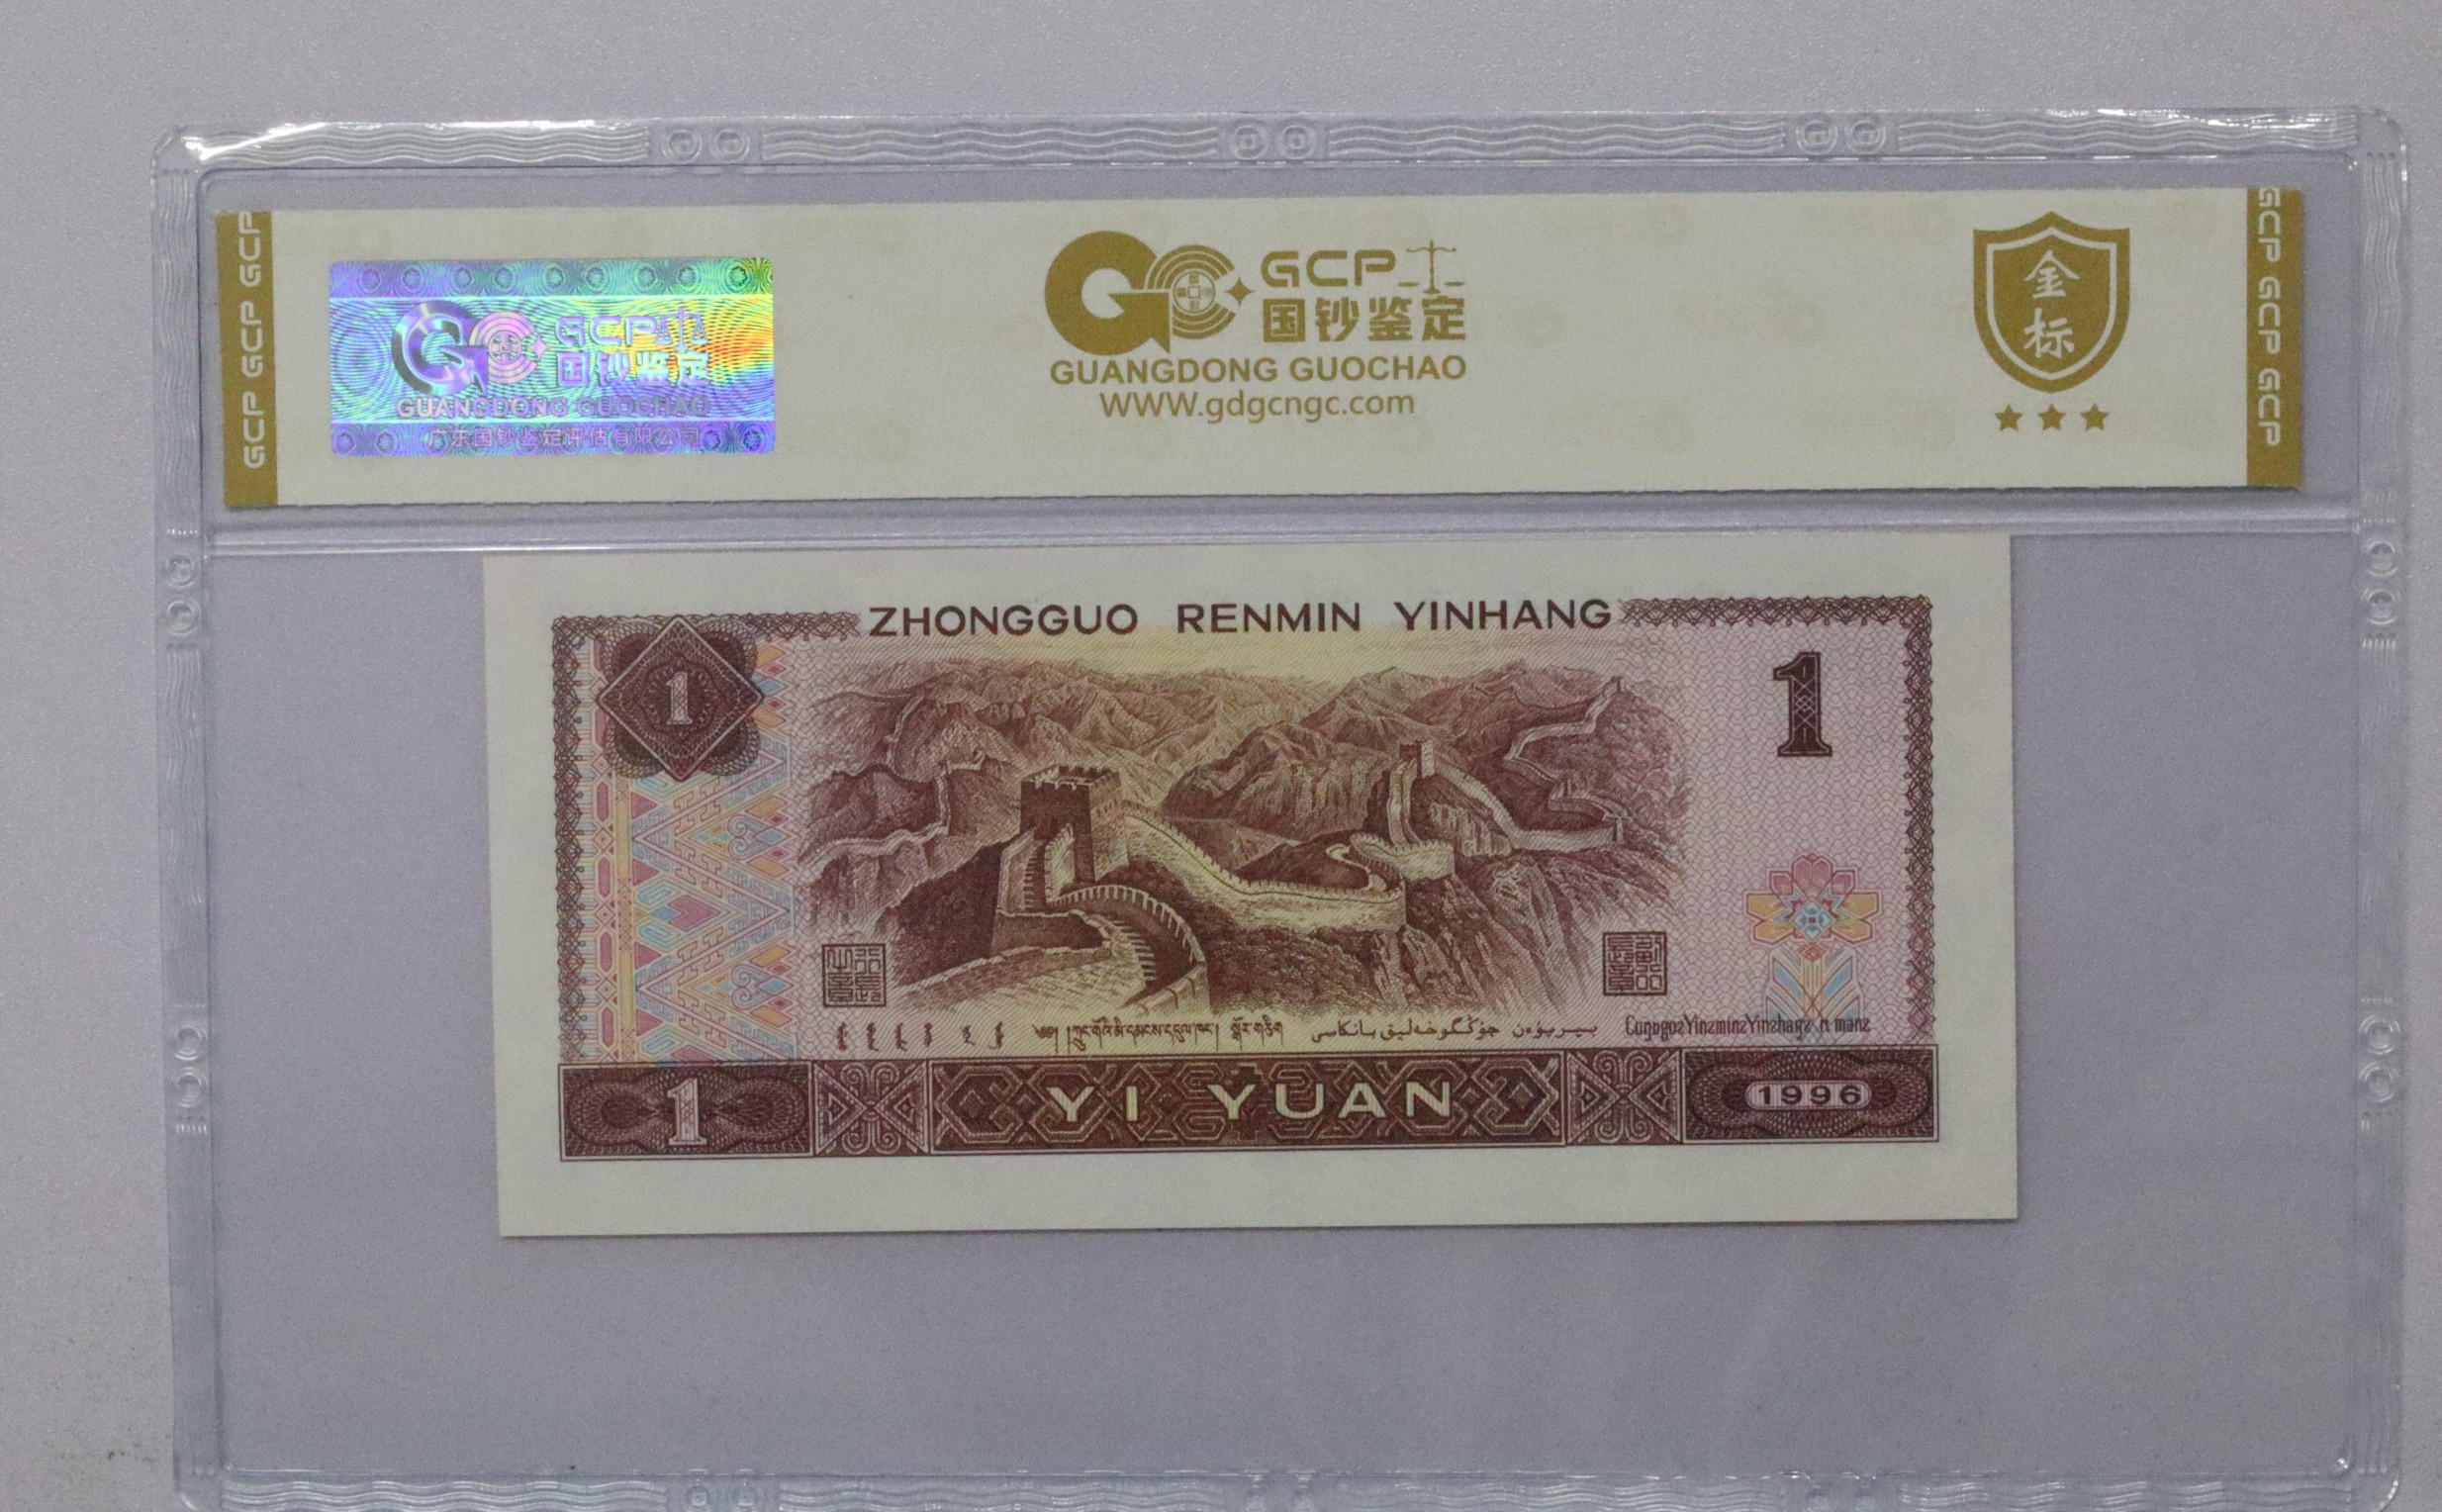 GCP GCP GCP
GCP
国钞鉴定
GUANGDONG GUOCHAO
广东国钞鉴定评估有限公司
GCP
国钞鉴定
GUANGDONG GUOCHAO
WWW.gdgcngc.com
金
标
GCP GCP GCP
ZHONGGUO RENMIN YINHANG
1
1
1
YI YUAN
1996